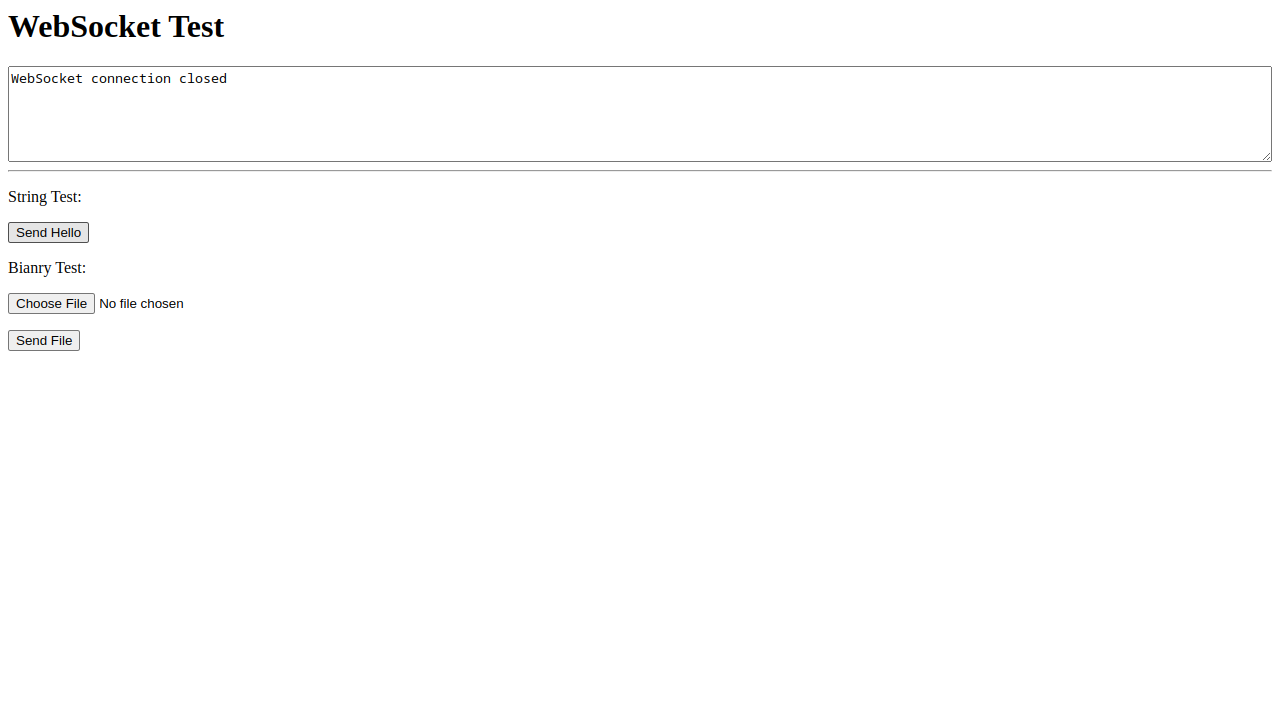 WebSocket Test
WebSocket connection closed
String Test:
Send Hello
Bianry Test:
Choose File No file chosen
Send File